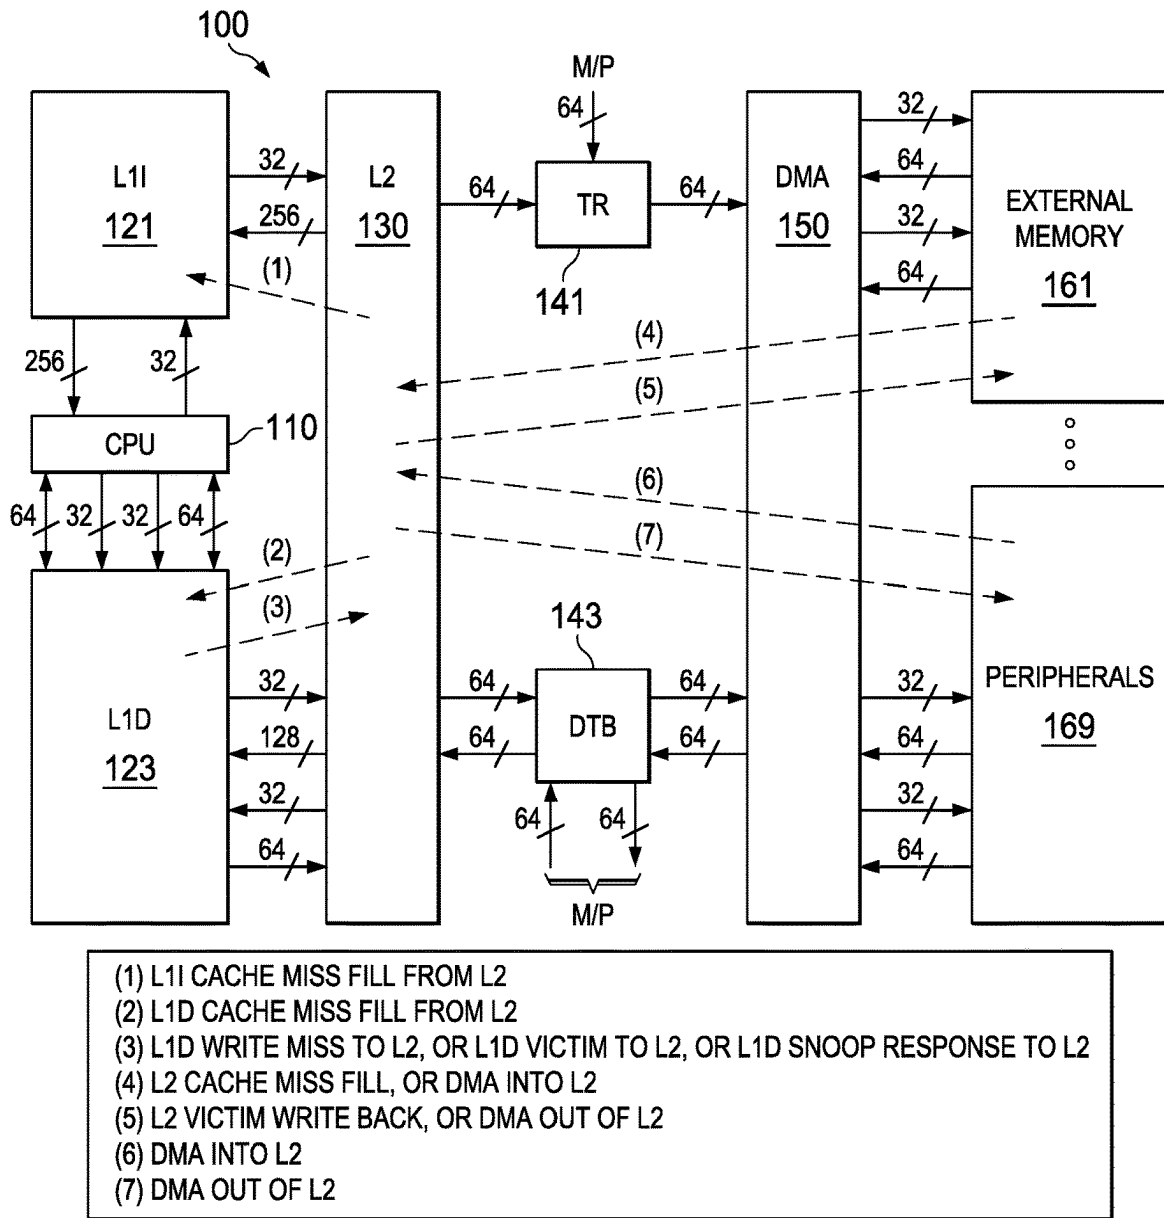 100
M/P
64
32
L1I
121
32
L2
130
64
TR
64
DMA
150
64
EXTERNAL
MEMORY
161
256
32
(1)
141
64
(4)
256
32
(5)
CPU
110
(6)
64
32
32
64
(2)
(7)
(3)
143
L1D
123
32
64
64
32
PERIPHERALS
169
DTB
128
64
64
64
32
64
64
32
64
64
M/P
(1) L1I CACHE MISS FILL FROM L2
(2) L1D CACHE MISS FILL FROM L2
(3) L1D WRITE MISS TO L2, OR L1D VICTIM TO L2, OR L1D SNOOP RESPONSE TO L2
(4) L2 CACHE MISS FILL, OR DMA INTO L2
(5) L2 VICTIM WRITE BACK, OR DMA OUT OF L2
(6) DMA INTO L2
(7) DMA OUT OF L2